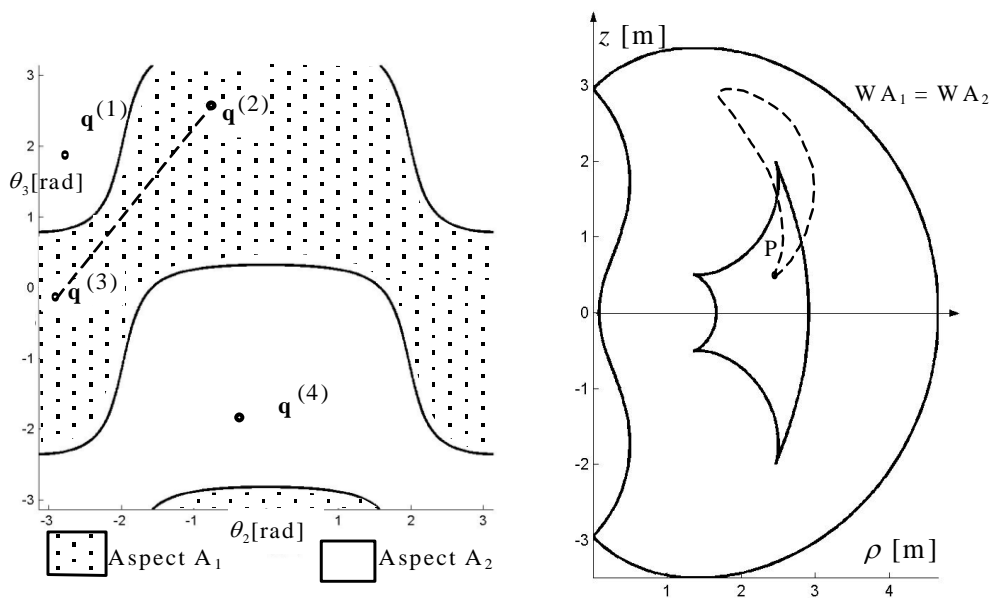 3
q(1)
q(2)
2
θ3[rad]
1
0
q(3)
-1
q(4)
-2
-3
-3
-2
-1
1
2
3
θ2[rad]
Aspect A1
Aspect A2
z [m]
3
WA1 = WA2
2
1
P
0
-1
-2
-3
ρ [m]
1
2
3
4